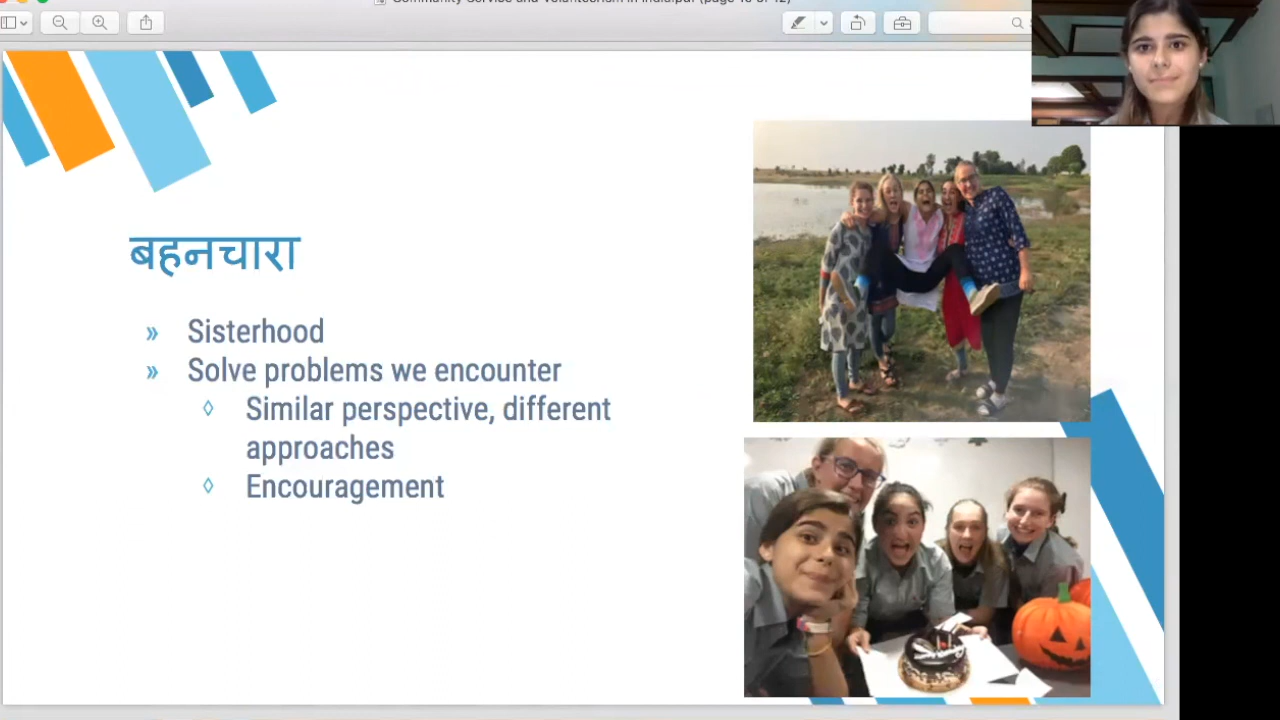 बहनचारा
» Sisterhood
» Solve problems we encounter
◊ Similar perspective, different
approaches
◊ Encouragement